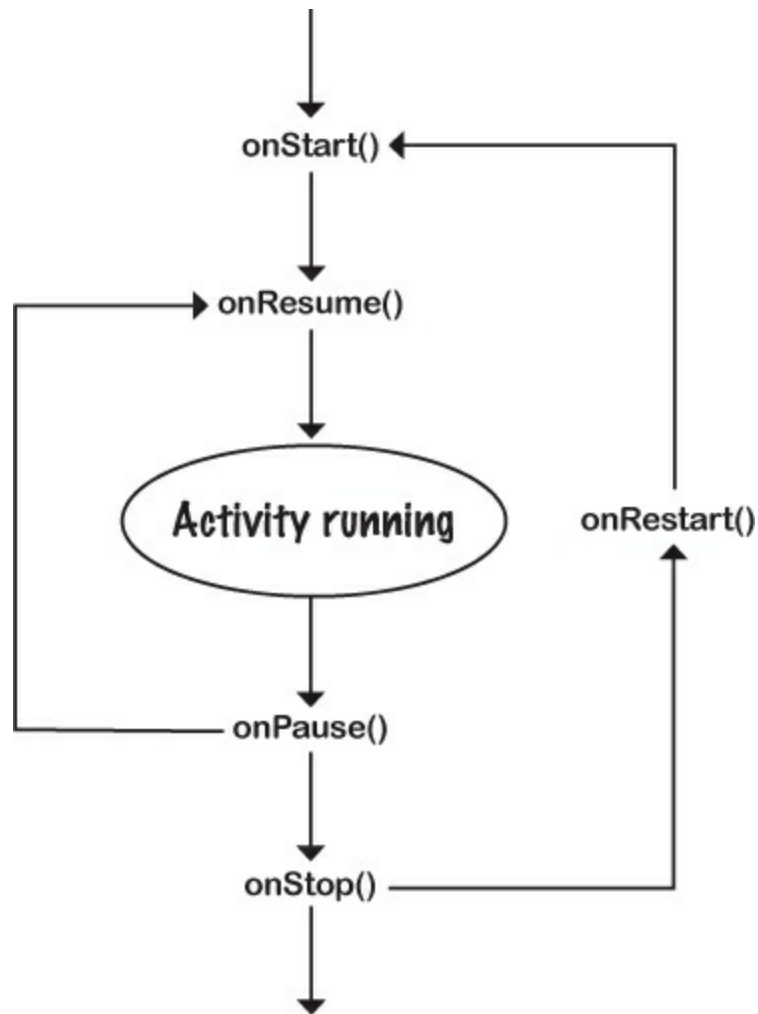 onStart()
onResume()
Activity running
onRestart()
onPause()
onStop()